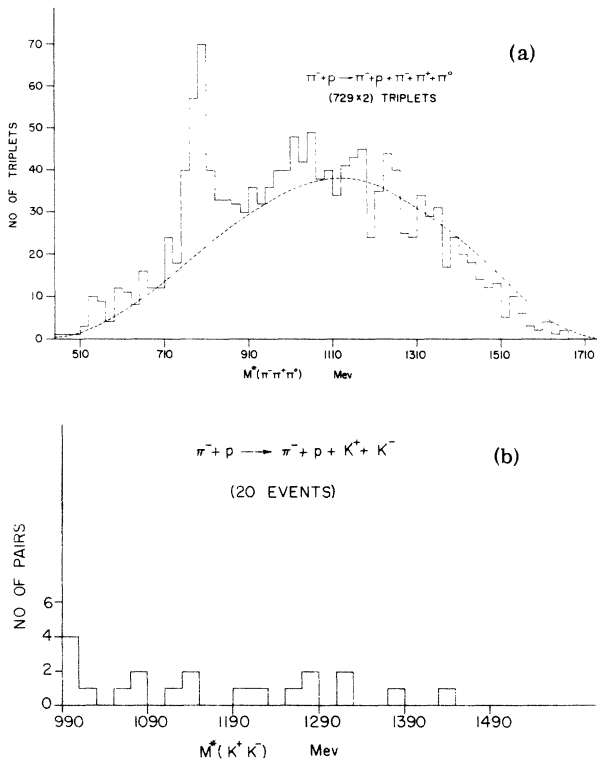 (a)
π⁻+p → π⁻+p+π⁻+π⁺+π⁰
(729×2) TRIPLETS
NO OF TRIPLETS
70
60
50
40
30
20
10
0
510 710 910 1110 1310 1510 1710
M*(π⁻π⁺π⁰) Mev
(b)
π⁻+ p → π⁻+ p + K⁺+ K⁻
(20 EVENTS)
NO OF PAIRS
6
4
2
0
990 1090 1190 1290 1390 1490
M*(K⁺K⁻) Mev